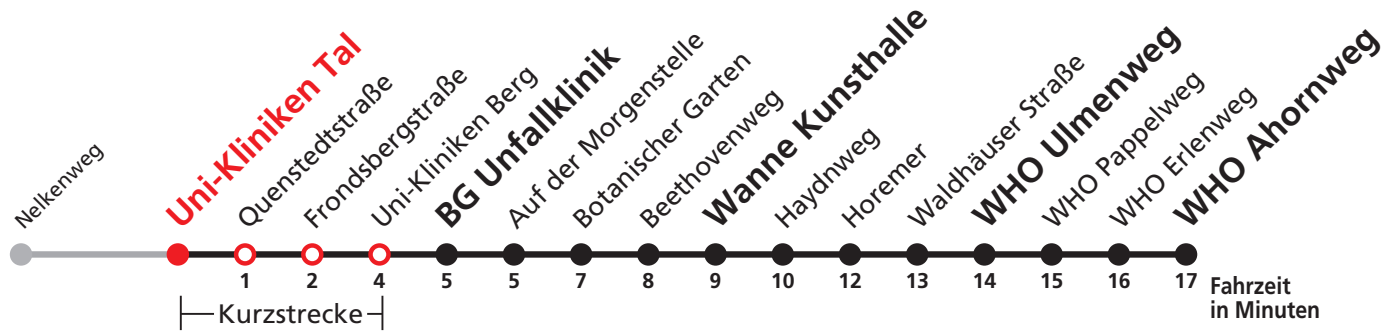 Nelkenweg
Uni-Kliniken Tal
Quenstedtstraße
Frondsbergstraße
Uni-Kliniken Berg
BG Unfallklinik
Auf der Morgenstelle
Botanischer Garten
Beethovenweg
Wanne Kunsthalle
Haydnweg
Horemer
Waldhäuser Straße
WHO Ulmenweg
WHO Pappelweg
WHO Erlenweg
WHO Ahornweg
1 2 4 5 5 7 8 9 10 12 13 14 15 16 17
Fahrzeit
in Minuten
Kurzstrecke